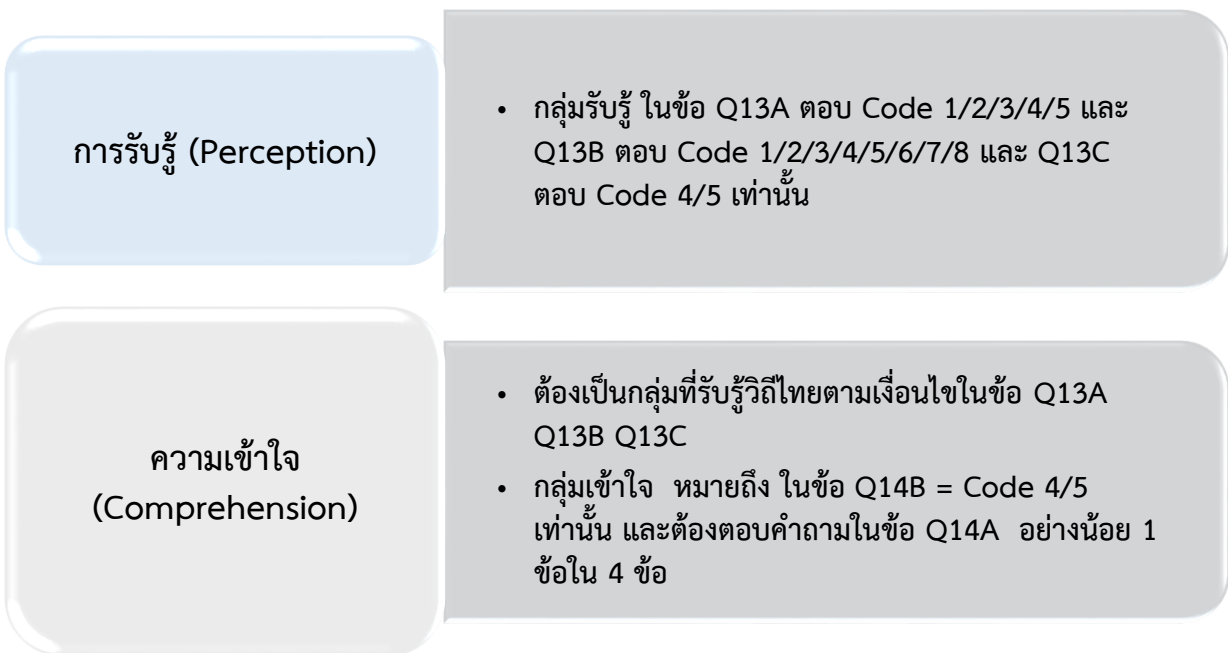 การรับรู้ (Perception)
• กลุ่มรับรู้ ในข้อ Q13A ตอบ Code 1/2/3/4/5 และ
Q13B ตอบ Code 1/2/3/4/5/6/7/8 และ Q13C
ตอบ Code 4/5 เท่านั้น
ความเข้าใจ
(Comprehension)
• ต้องเป็นกลุ่มที่รับรู้วิถีไทยตามเงื่อนไขในข้อ Q13A
Q13B Q13C
• กลุ่มเข้าใจ หมายถึง ในข้อ Q14B = Code 4/5
เท่านั้น และต้องตอบคำถามในข้อ Q14A อย่างน้อย 1
ข้อใน 4 ข้อ